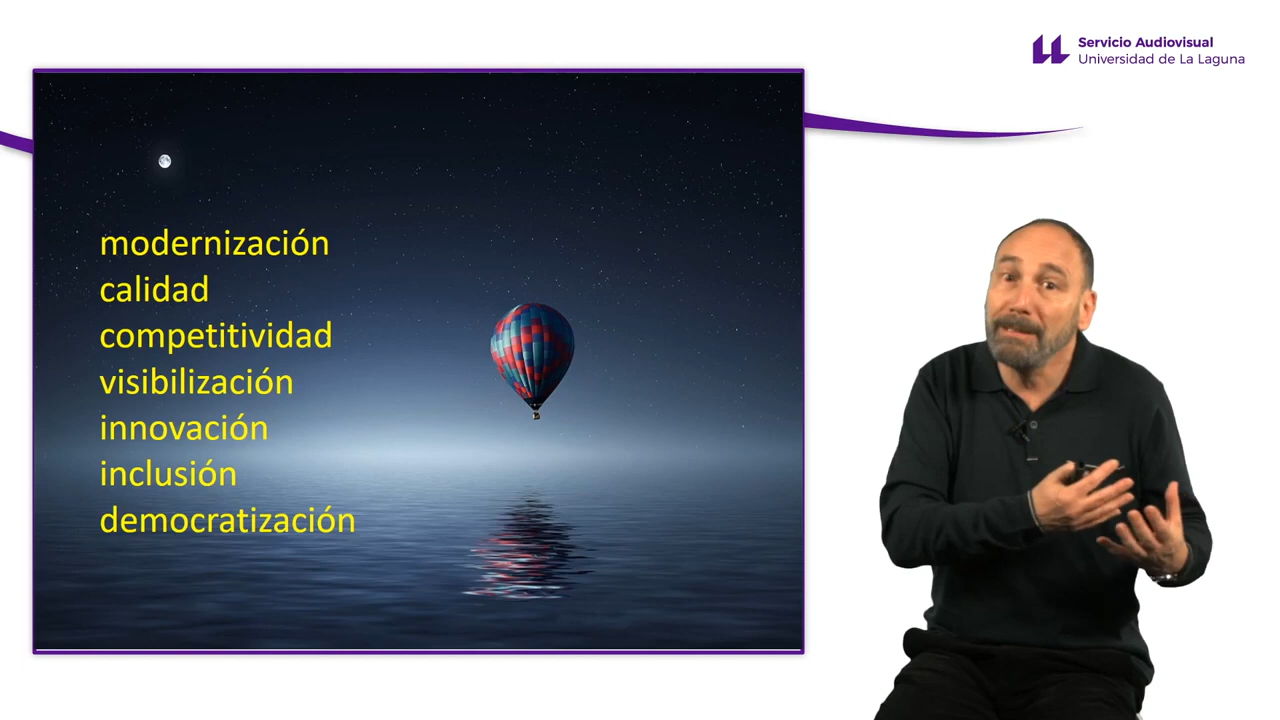 Servicio Audiovisual
Universidad de La Laguna
modernización
calidad
competitividad
visibilización
innovación
inclusión
democratización